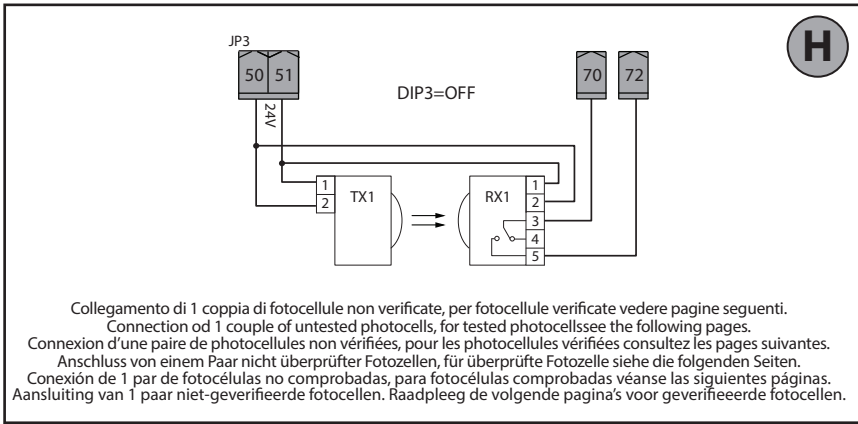 H
JP3
50 51
70 72
24V
DIP3=OFF
1
2
TX1
RX1
1
2
3
4
5
Collegamento di 1 coppia di fotocellule non verificate, per fotocellule verificate vedere pagine seguenti.
Connection od 1 couple of untested photocells, for tested photocellssee the following pages.
Connexion d'une paire de photocellules non vérifiées, pour les photocellules vérifiées consultez les pages suivantes.
Anschluss von einem Paar nicht überprüfter Fotozellen, für überprüfte Fotozelle siehe die folgenden Seiten.
Conexión de 1 par de fotocélulas no comprobadas, para fotocélulas comprobadas véanse las siguientes páginas.
Aansluiting van 1 paar niet-geverifieerde fotocellen. Raadpleeg de volgende pagina's voor geverifieeerde fotocellen.